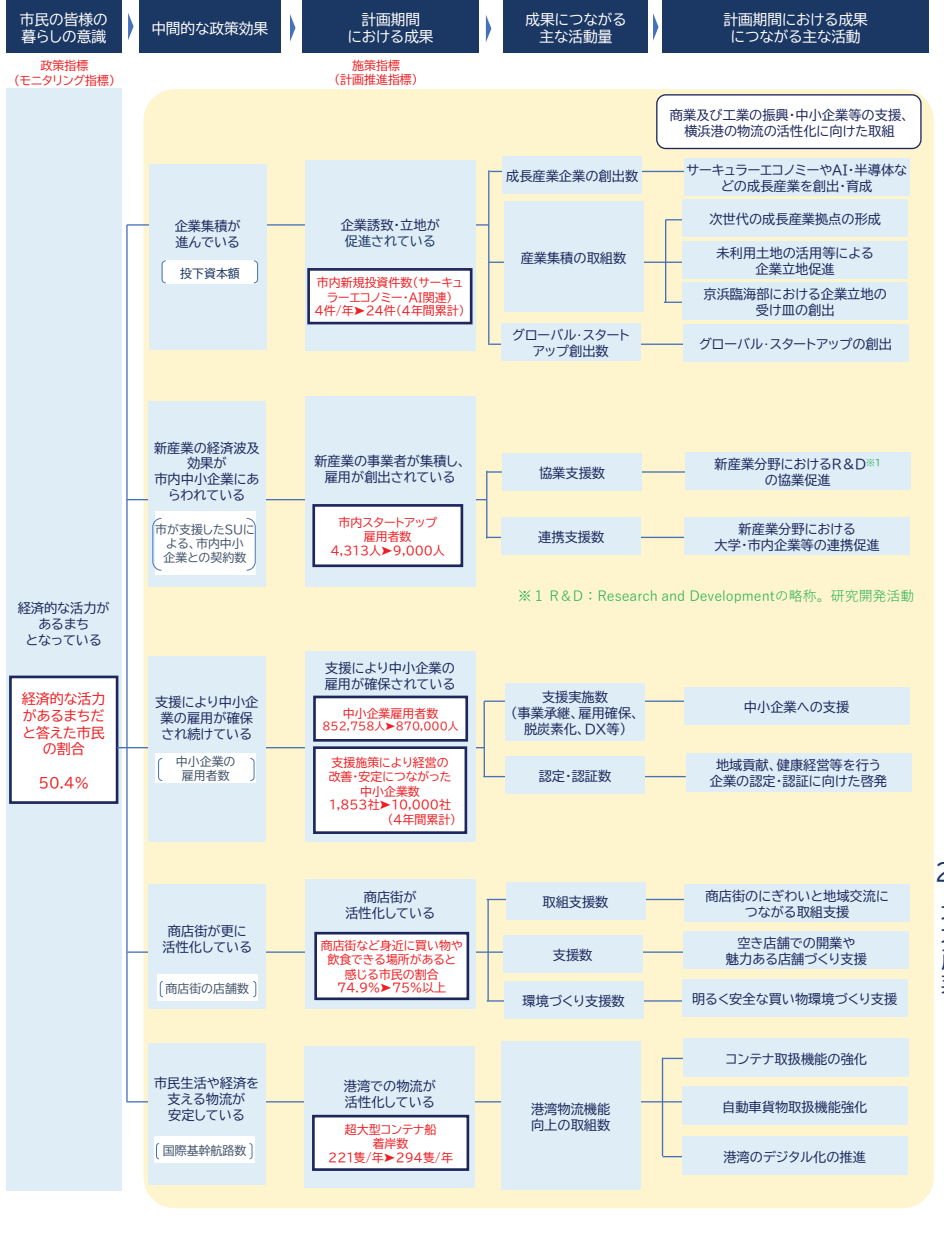 市民の皆様の
暮らしの意識
中間的な政策効果
計画期間
における成果
成果につながる
主な活動量
計画期間における成果
につながる主な活動
政策指標
(モニタリング指標)
施策指標
(計画推進指標)
商業及び工業の振興・中小企業等の支援、
横浜港の物流の活性化に向けた取組
経済的な活力が
あるまち
となっている
経済的な活力
があるまちだ
と答えた市民
の割合
50.4%
企業集積が
進んでいる
投下資本額
企業誘致・立地が
促進されている
市内新規投資件数(サーキュ
ラーエコノミー・AI関連)
4件/年➤24件(4年間累計)
成長産業企業の創出数
サーキュラーエコノミーやAI・半導体な
どの成長産業を創出・育成
産業集積の取組数
次世代の成長産業拠点の形成
未利用土地の活用等による
企業立地促進
京浜臨海部における企業立地の
受け皿の創出
グローバル・スタート
アップ創出数
グローバル・スタートアップの創出
新産業の経済波及
効果が
市内中小企業にあ
らわれている
市が支援したSUに
よる、市内中小
企業との契約数
新産業の事業者が集積し、
雇用が創出されている
市内スタートアップ
雇用者数
4,313人➤9,000人
協業支援数
新産業分野におけるR&D※1
の協業促進
連携支援数
新産業分野における
大学・市内企業等の連携促進
※1 R&D:Research and Developmentの略称。研究開発活動
支援により中小企
業の雇用が確保
され続けている
中小企業の
雇用者数
支援により中小企業の
雇用が確保されている
中小企業雇用者数
852,758人➤870,000人
支援施策により経営の
改善・安定につながった
中小企業数
1,853社➤10,000社
(4年間累計)
支援実施数
(事業承継、雇用確保、
脱炭素化、DX等)
中小企業への支援
認定・認証数
地域貢献、健康経営等を行う
企業の認定・認証に向けた啓発
商店街が更に
活性化している
商店街の店舗数
商店街が
活性化している
商店街など身近に買い物や
飲食できる場所があると
感じる市民の割合
74.9%➤75%以上
取組支援数
商店街のにぎわいと地域交流に
つながる取組支援
支援数
空き店舗での開業や
魅力ある店舗づくり支援
環境づくり支援数
明るく安全な買い物環境づくり支援
市民生活や経済を
支える物流が
安定している
国際基幹航路数
港湾での物流が
活性化している
超大型コンテナ船
着岸数
221隻/年➤294隻/年
港湾物流機能
向上の取組数
コンテナ取扱機能の強化
自動車貨物取扱機能強化
港湾のデジタル化の推進